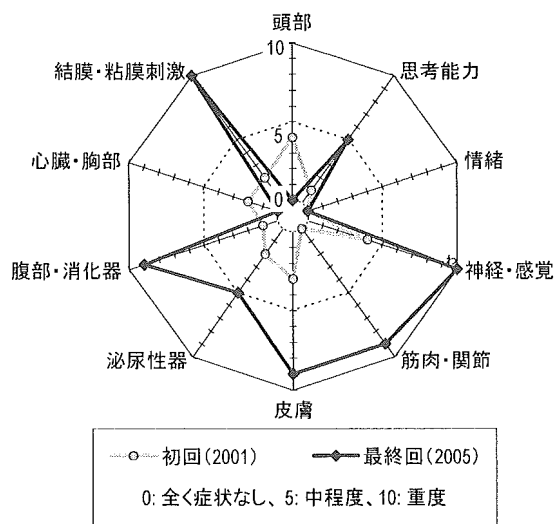 頭部
10
結膜・粘膜刺激
思考能力
5
心臓・胸部
情緒
0
腹部・消化器
神経・感覚
泌尿性器
筋肉・関節
皮膚
初回(2001)
最終回(2005)
0: 全く症状なし、5: 中程度、10: 重度